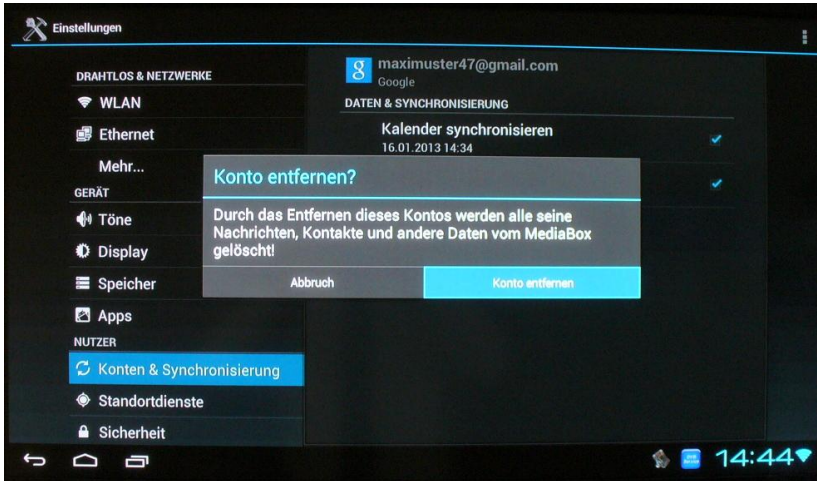 Einstellungen
DRAHTLOS & NETZWERKE
WLAN
Ethernet
Mehr...
GERÄT
Töne
Display
Speicher
Apps
NUTZER
Konten & Synchronisierung
Standortdienste
Sicherheit
g
maximuster47@gmail.com
Google
DATEN & SYNCHRONISIERUNG
Kalender synchronisieren
16.01.2013 14:34
Konto entfernen?
Durch das Entfernen dieses Kontos werden alle seine
Nachrichten, Kontakte und andere Daten vom MediaBox
gelöscht!
Abbruch
Konto entfernen
14:44